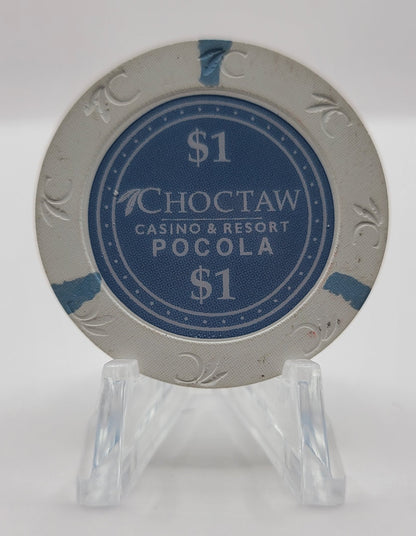 $1
CHOCTAW
CASINO & RESORT
POCOLA
$1